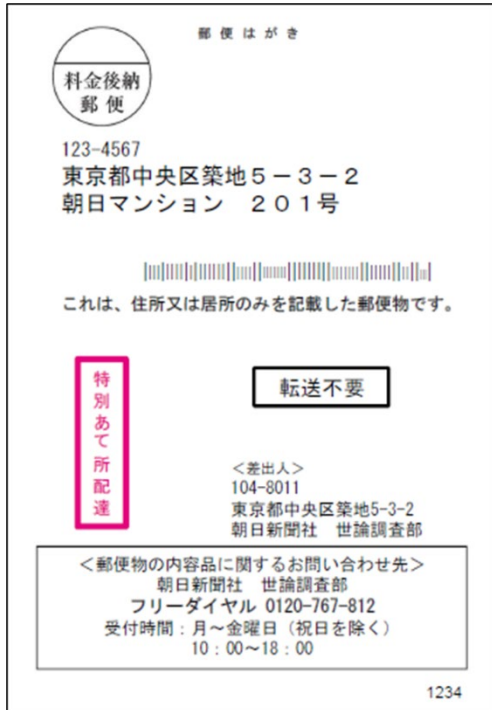 郵便はがき
料金後納
郵便
123-4567
東京都中央区築地５－３－２
朝日マンション　２０１号
これは、住所又は居所のみを記載した郵便物です。
特別あて所配達
転送不要
＜差出人＞
104-8011
東京都中央区築地5-3-2
朝日新聞社　世論調査部
＜郵便物の内容品に関するお問い合わせ先＞
朝日新聞社　世論調査部
フリーダイヤル 0120-767-812
受付時間：月～金曜日（祝日を除く）
10：00～18：00
1234